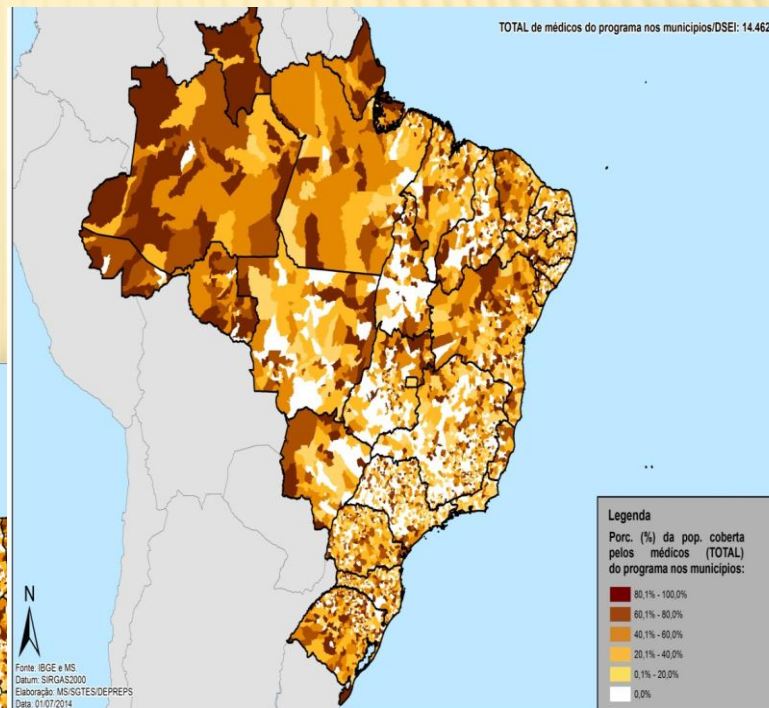 TOTAL de médicos do programa nos municípios/DSEI: 14.462
Legenda
Porc. (%) da pop. coberta
pelos médicos (TOTAL)
do programa nos municípios:
80,1% - 100,0%
60,1% - 80,0%
40,1% - 60,0%
20,1% - 40,0%
0,1% - 20,0%
0,0%
N
Fonte: IBGE e MS.
Datum: SIRGAS2000
Elaboração: MS/SGTES/DEPREPS
Data: 01/07/2014